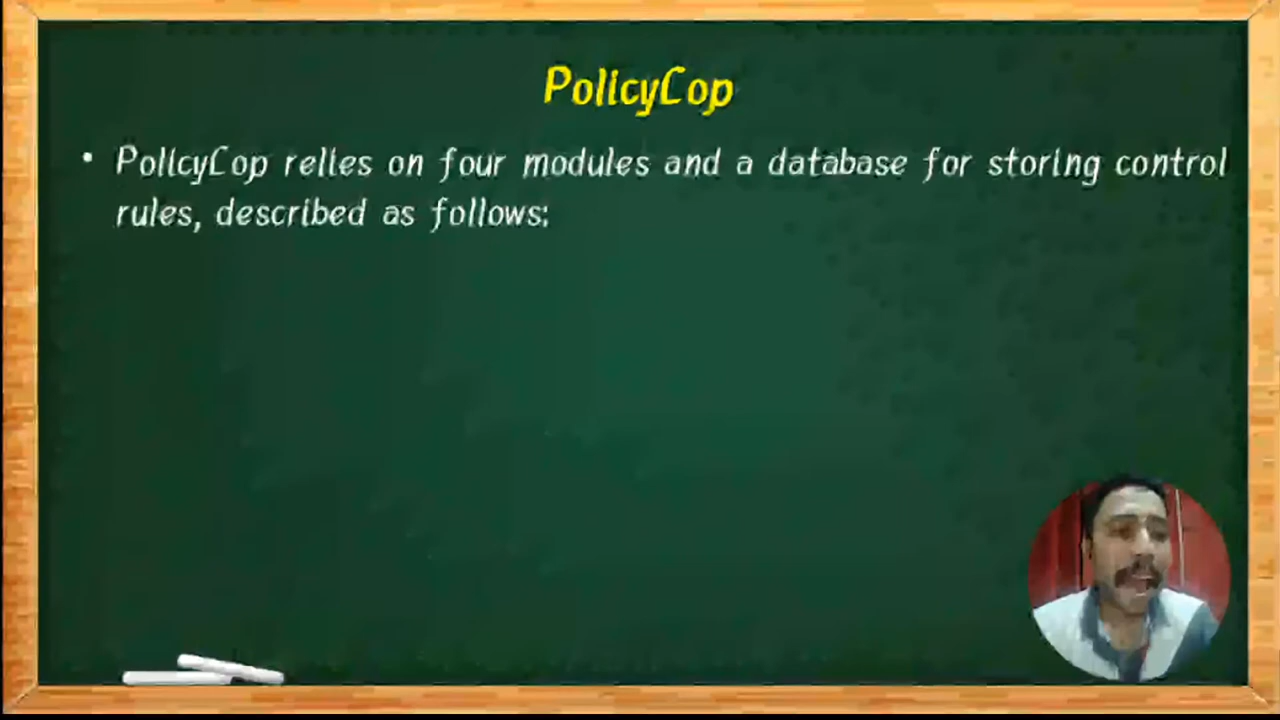 PolicyCop
• PolicyCop relies on four modules and a database for storing control
rules, described as follows: